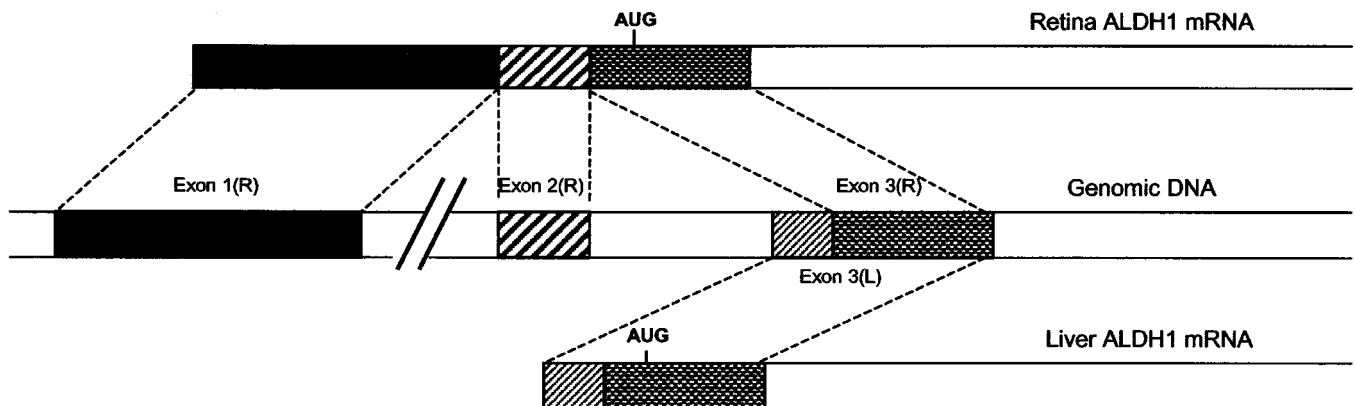 AUG
Retina ALDH1 mRNA
Exon 1(R)
Exon 2(R)
Exon 3(R)
Genomic DNA
Exon 3(L)
AUG
Liver ALDH1 mRNA